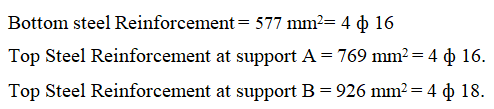 Bottom steel Reinforcement = 577 mm²= 4 ф 16
Top Steel Reinforcement at support A = 769 mm² = 4 ф 16.
Top Steel Reinforcement at support B = 926 mm² = 4 ф 18.